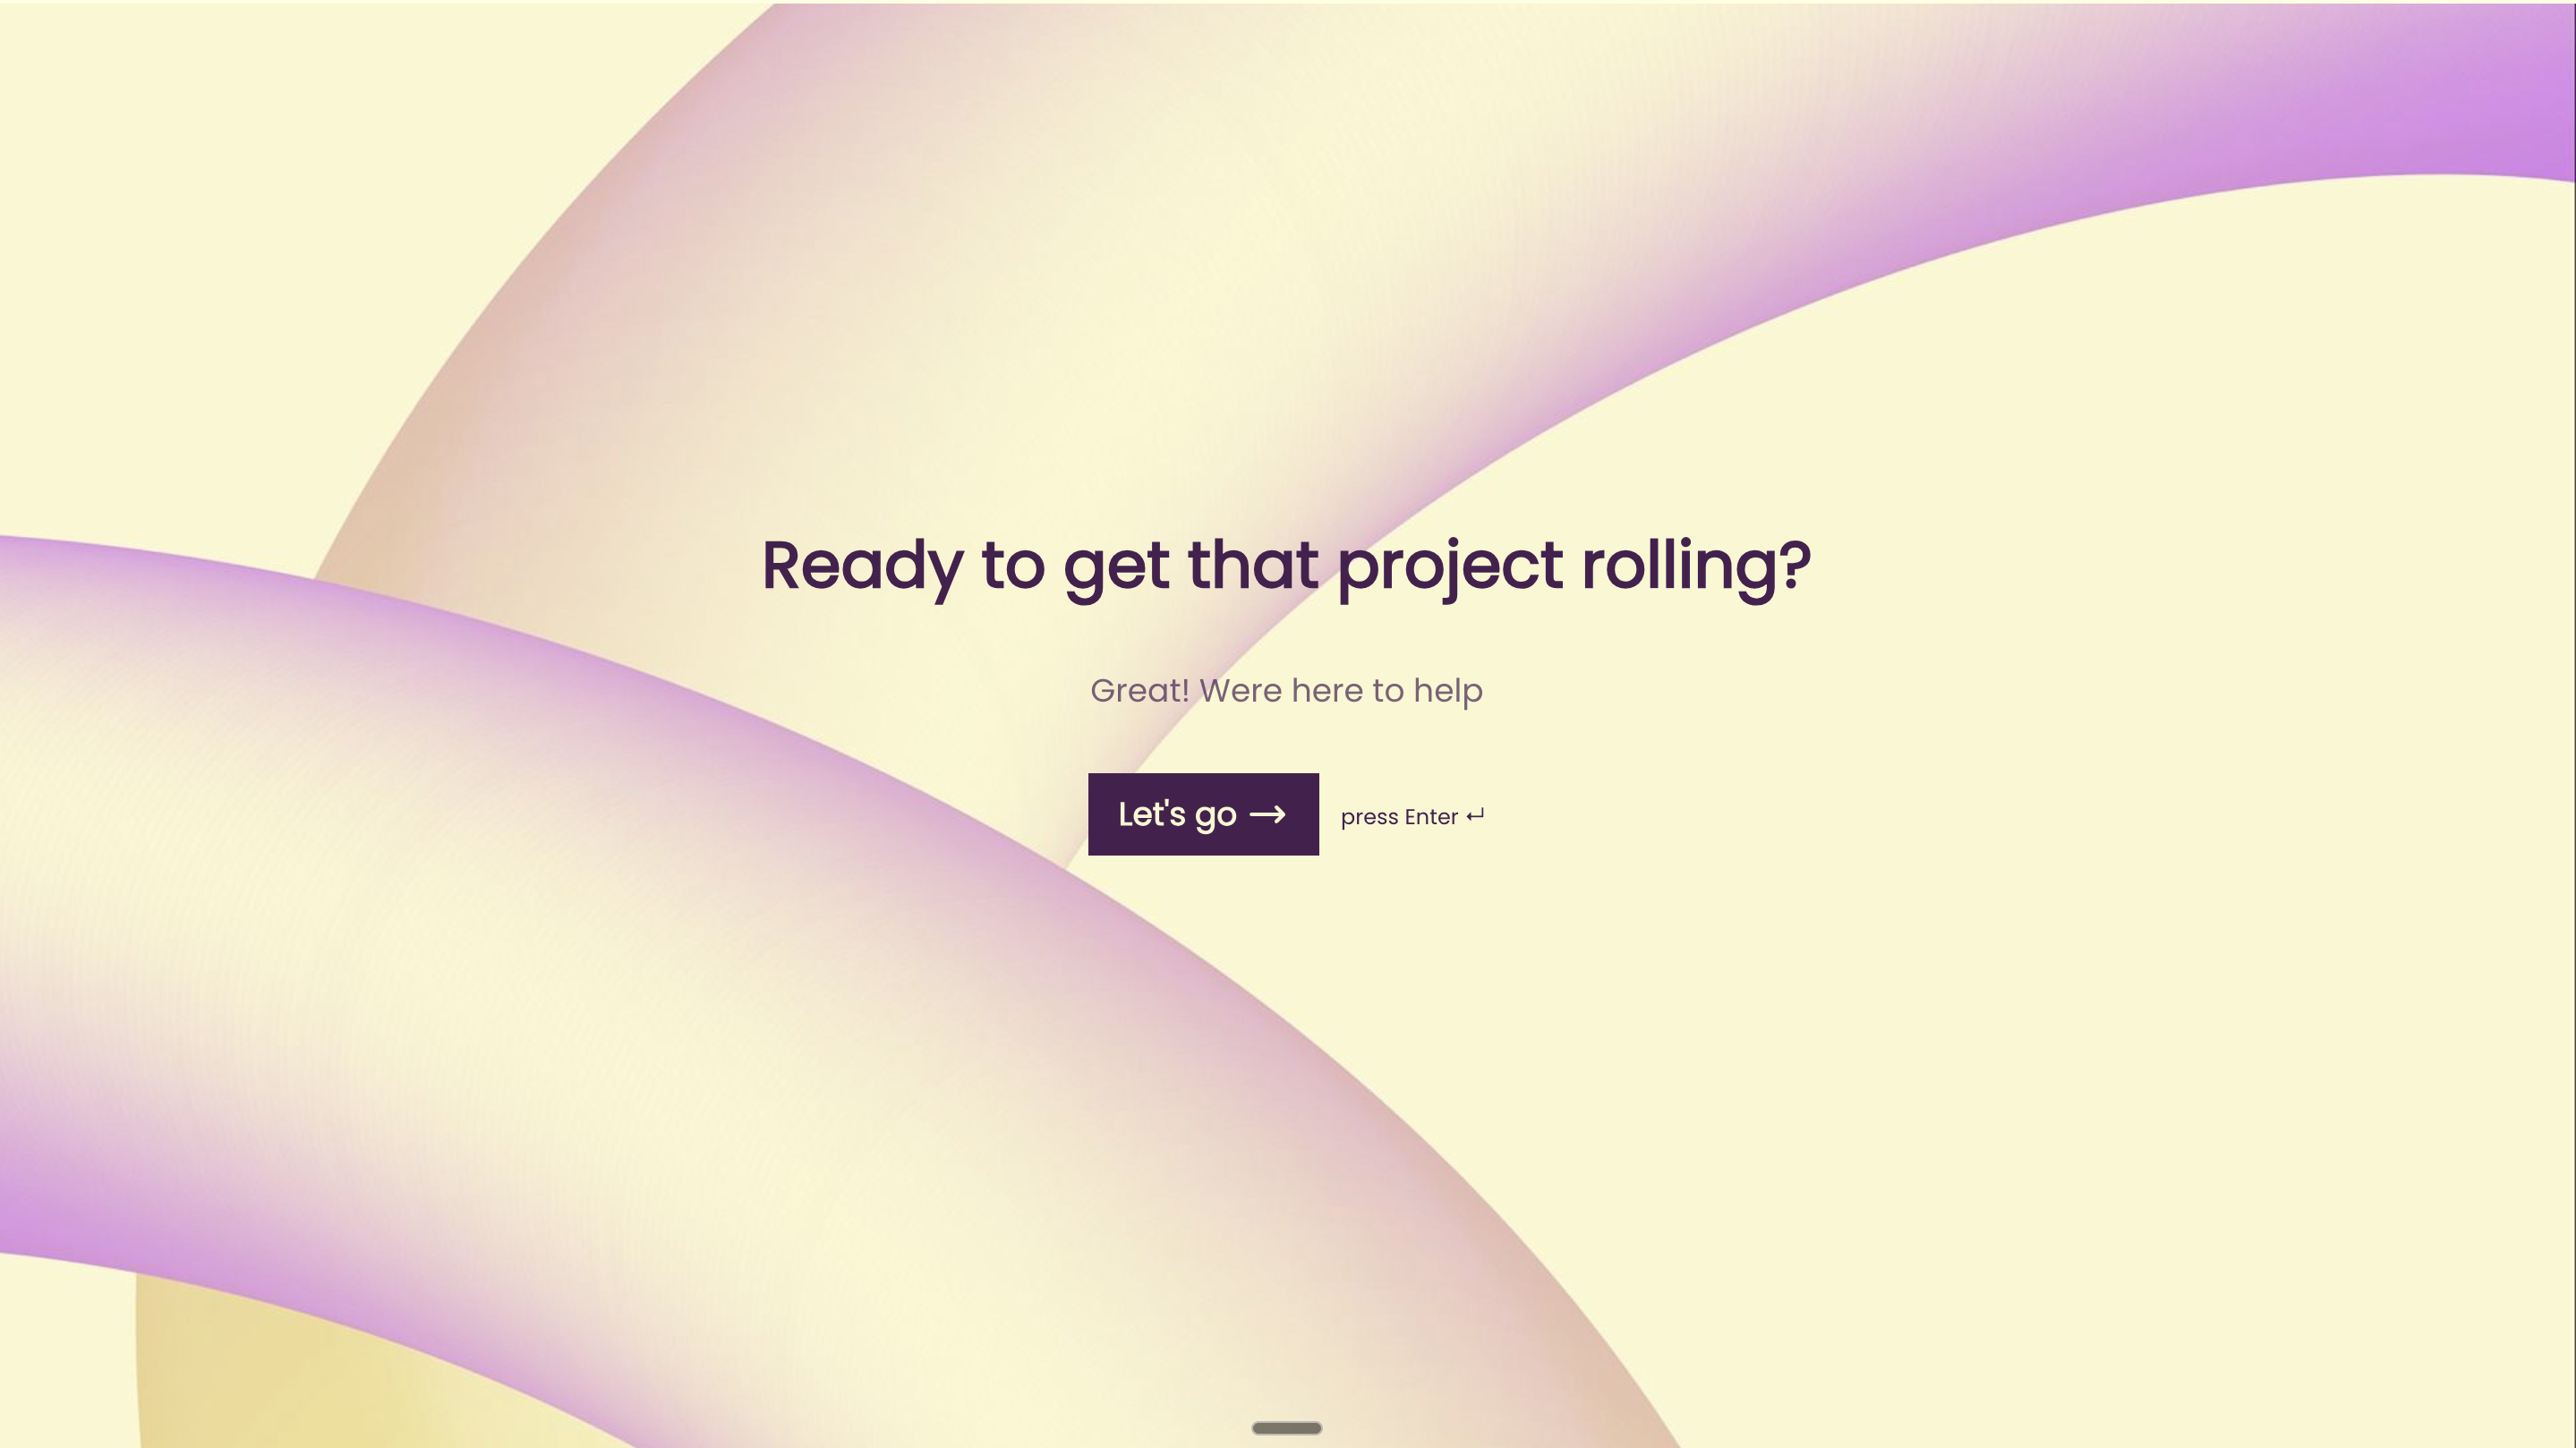 Ready to get that project rolling?
Great! Were here to help
Let's go →
press Enter ↵